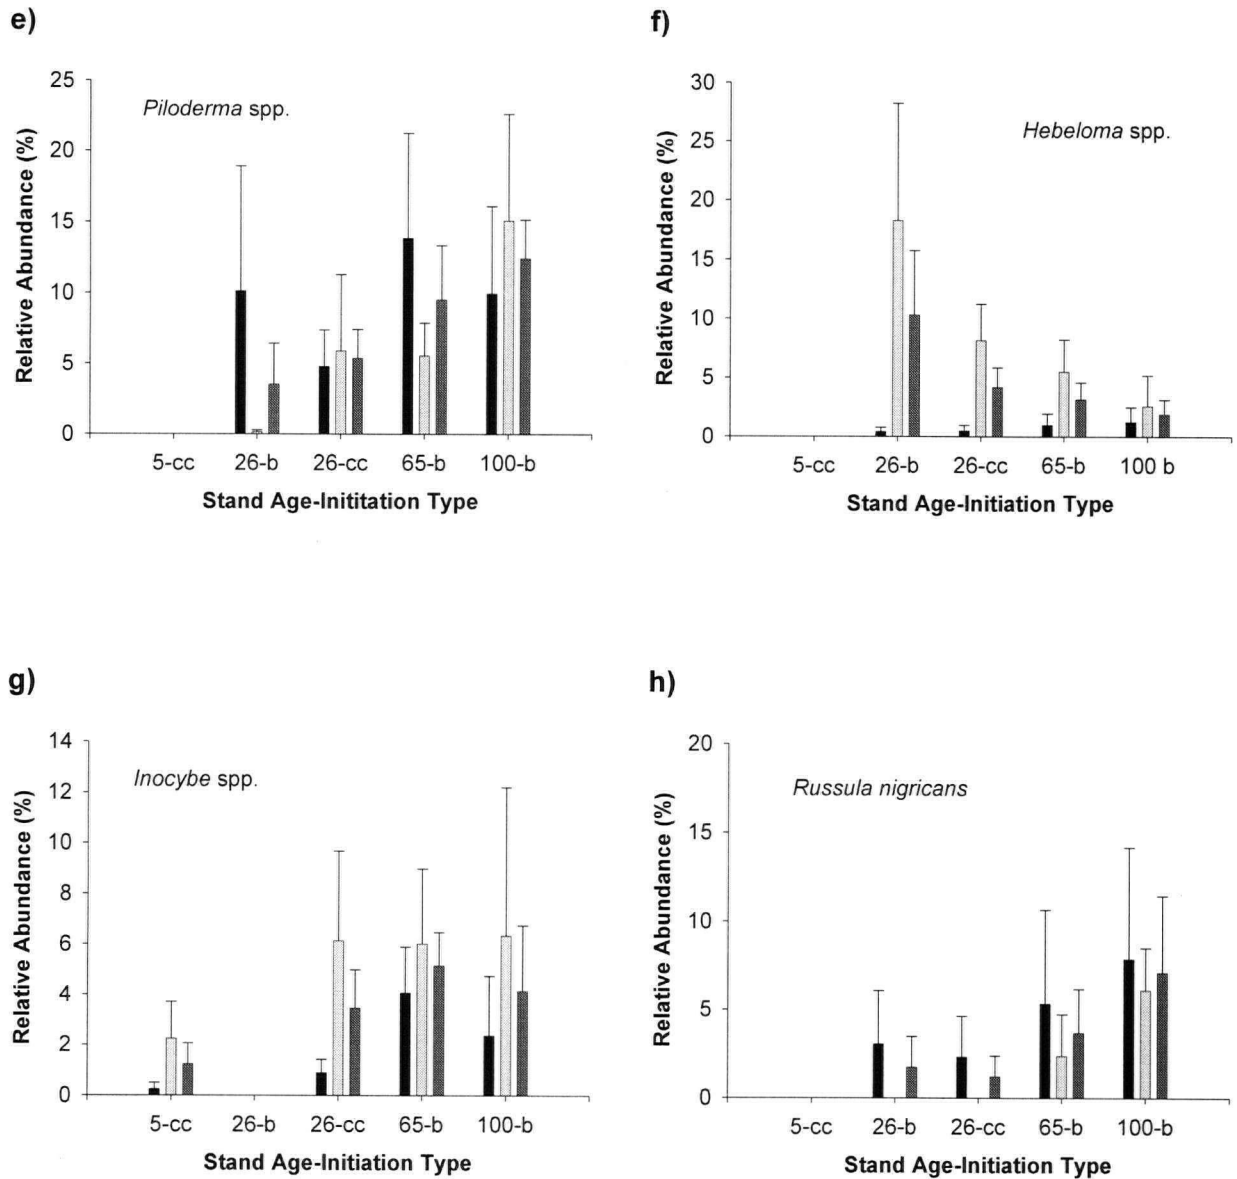 e)
25
20
15
10
5
0
Relative Abundance (%)
Piloderma spp.
5-cc 26-b 26-cc 65-b 100-b
Stand Age-Inititation Type
f)
30
25
20
15
10
5
0
Relative Abundance (%)
Hebeloma spp.
5-cc 26-b 26-cc 65-b 100 b
Stand Age-Initiation Type
g)
14
12
10
8
6
4
2
0
Relative Abundance (%)
Inocybe spp.
5-cc 26-b 26-cc 65-b 100-b
Stand Age-Initiation Type
h)
20
15
10
5
0
Relative Abundance (%)
Russula nigricans
5-cc 26-b 26-cc 65-b 100-b
Stand Age-Initiation Type